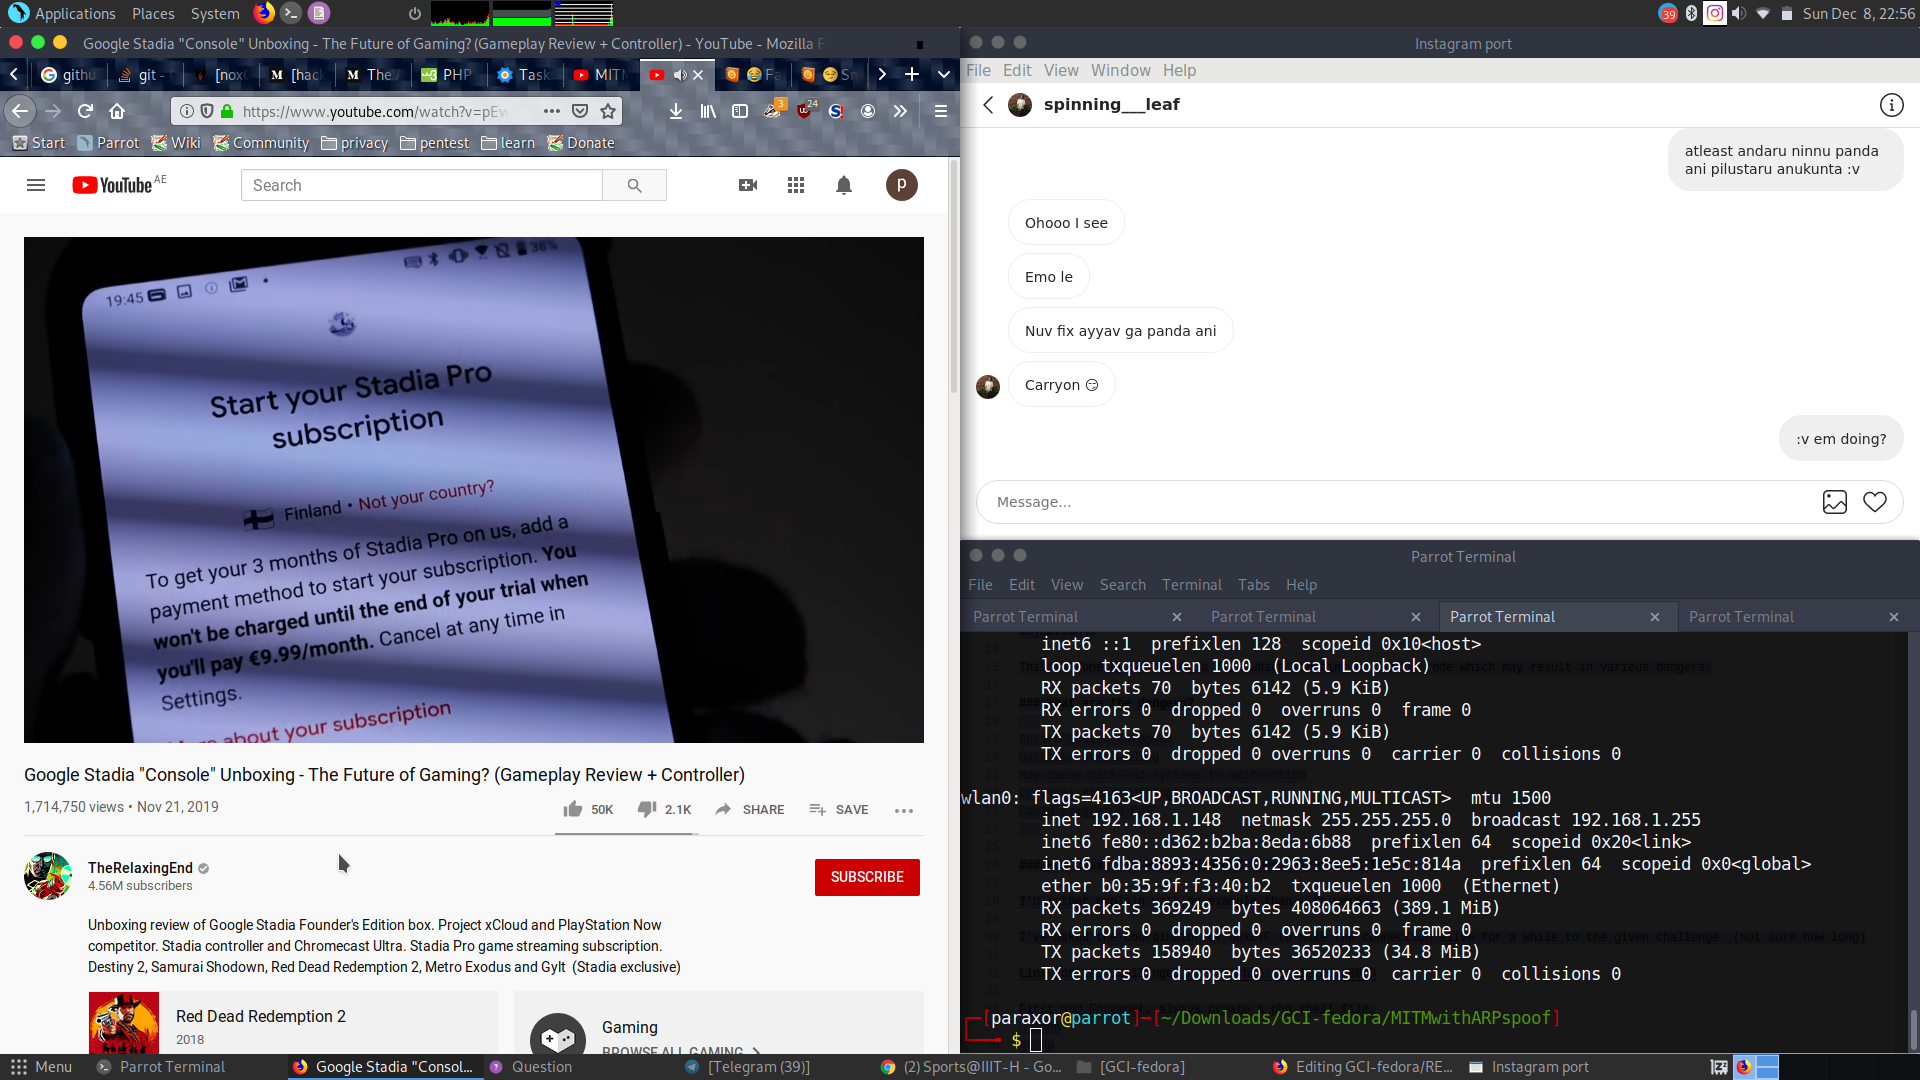 Applications Places System
39
Sun Dec 8, 22:56
Google Stadia "Console" Unboxing - The Future of Gaming? (Gameplay Review + Controller) - YouTube - Mozilla F
githu
git -
[nox
[hac
The
PHP
Task
MITM
Fa
Sn
https://www.youtube.com/watch?v=pEw
3
24
Start Parrot Wiki Community privacy pentest learn Donate
YouTube AE
Search
p
19:45
38%
Start your Stadia Pro
subscription
Finland • Not your country?
To get your 3 months of Stadia Pro on us, add a
payment method to start your subscription. You
won't be charged until the end of your trial when
you'll pay €9.99/month. Cancel at any time in
Settings.
More about your subscription
Google Stadia "Console" Unboxing - The Future of Gaming? (Gameplay Review + Controller)
1,714,750 views • Nov 21, 2019
50K 2.1K SHARE SAVE
TheRelaxingEnd
4.56M subscribers
SUBSCRIBE
Unboxing review of Google Stadia Founder's Edition box. Project xCloud and PlayStation Now
competitor. Stadia controller and Chromecast Ultra. Stadia Pro game streaming subscription.
Destiny 2, Samurai Shodown, Red Dead Redemption 2, Metro Exodus and Gylt (Stadia exclusive)
Red Dead Redemption 2
2018
Gaming
BROWSE ALL GAMING
Instagram port
File Edit View Window Help
spinning___leaf
atleast andaru ninnu panda
ani pilustaru anukunta :v
Ohooo I see
Emo le
Nuv fix ayyav ga panda ani
Carryon 😏
:v em doing?
Message...
Parrot Terminal
File Edit View Search Terminal Tabs Help
Parrot Terminal Parrot Terminal Parrot Terminal Parrot Terminal
inet6 ::1 prefixlen 128 scopeid 0x10<host>
loop txqueuelen 1000 (Local Loopback)
RX packets 70 bytes 6142 (5.9 KiB)
RX errors 0 dropped 0 overruns 0 frame 0
TX packets 70 bytes 6142 (5.9 KiB)
TX errors 0 dropped 0 overruns 0 carrier 0 collisions 0
wlan0: flags=4163<UP,BROADCAST,RUNNING,MULTICAST> mtu 1500
inet 192.168.1.148 netmask 255.255.255.0 broadcast 192.168.1.255
inet6 fe80::d362:b2ba:8eda:6b88 prefixlen 64 scopeid 0x20<link>
inet6 fdba:8893:4356:0:2963:8ee5:1e5c:814a prefixlen 64 scopeid 0x0<global>
ether b0:35:9f:f3:40:b2 txqueuelen 1000 (Ethernet)
RX packets 369249 bytes 408064663 (389.1 MiB)
RX errors 0 dropped 0 overruns 0 frame 0
TX packets 158940 bytes 36520233 (34.8 MiB)
TX errors 0 dropped 0 overruns 0 carrier 0 collisions 0
[paraxor@parrot]-[~/Downloads/GCI-fedora/MITMwithARPspoof]
$
Menu
Parrot Terminal
Google Stadia "Consol...
Question
[Telegram (39)]
(2) Sports@IIIT-H - Go...
[GCI-fedora]
Editing GCI-fedora/RE...
Instagram port